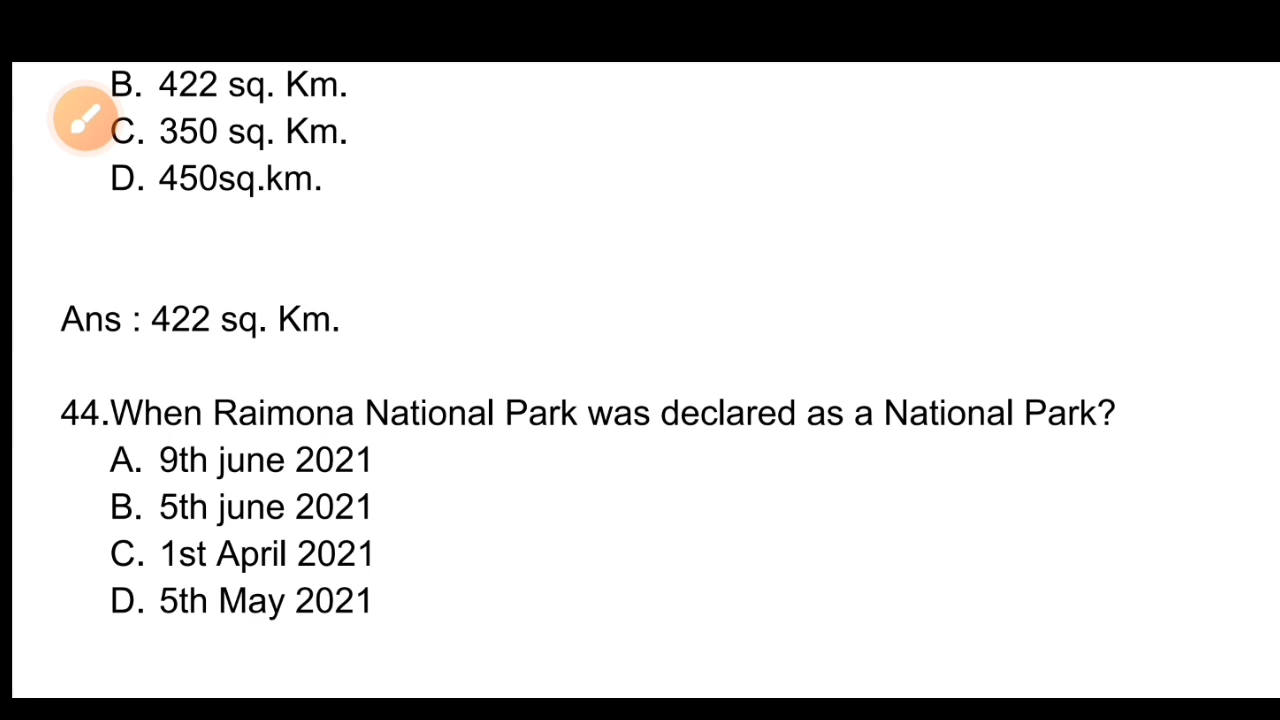 B. 422 sq. Km.
C. 350 sq. Km.
D. 450sq.km.
Ans : 422 sq. Km.
44.When Raimona National Park was declared as a National Park?
A. 9th june 2021
B. 5th june 2021
C. 1st April 2021
D. 5th May 2021